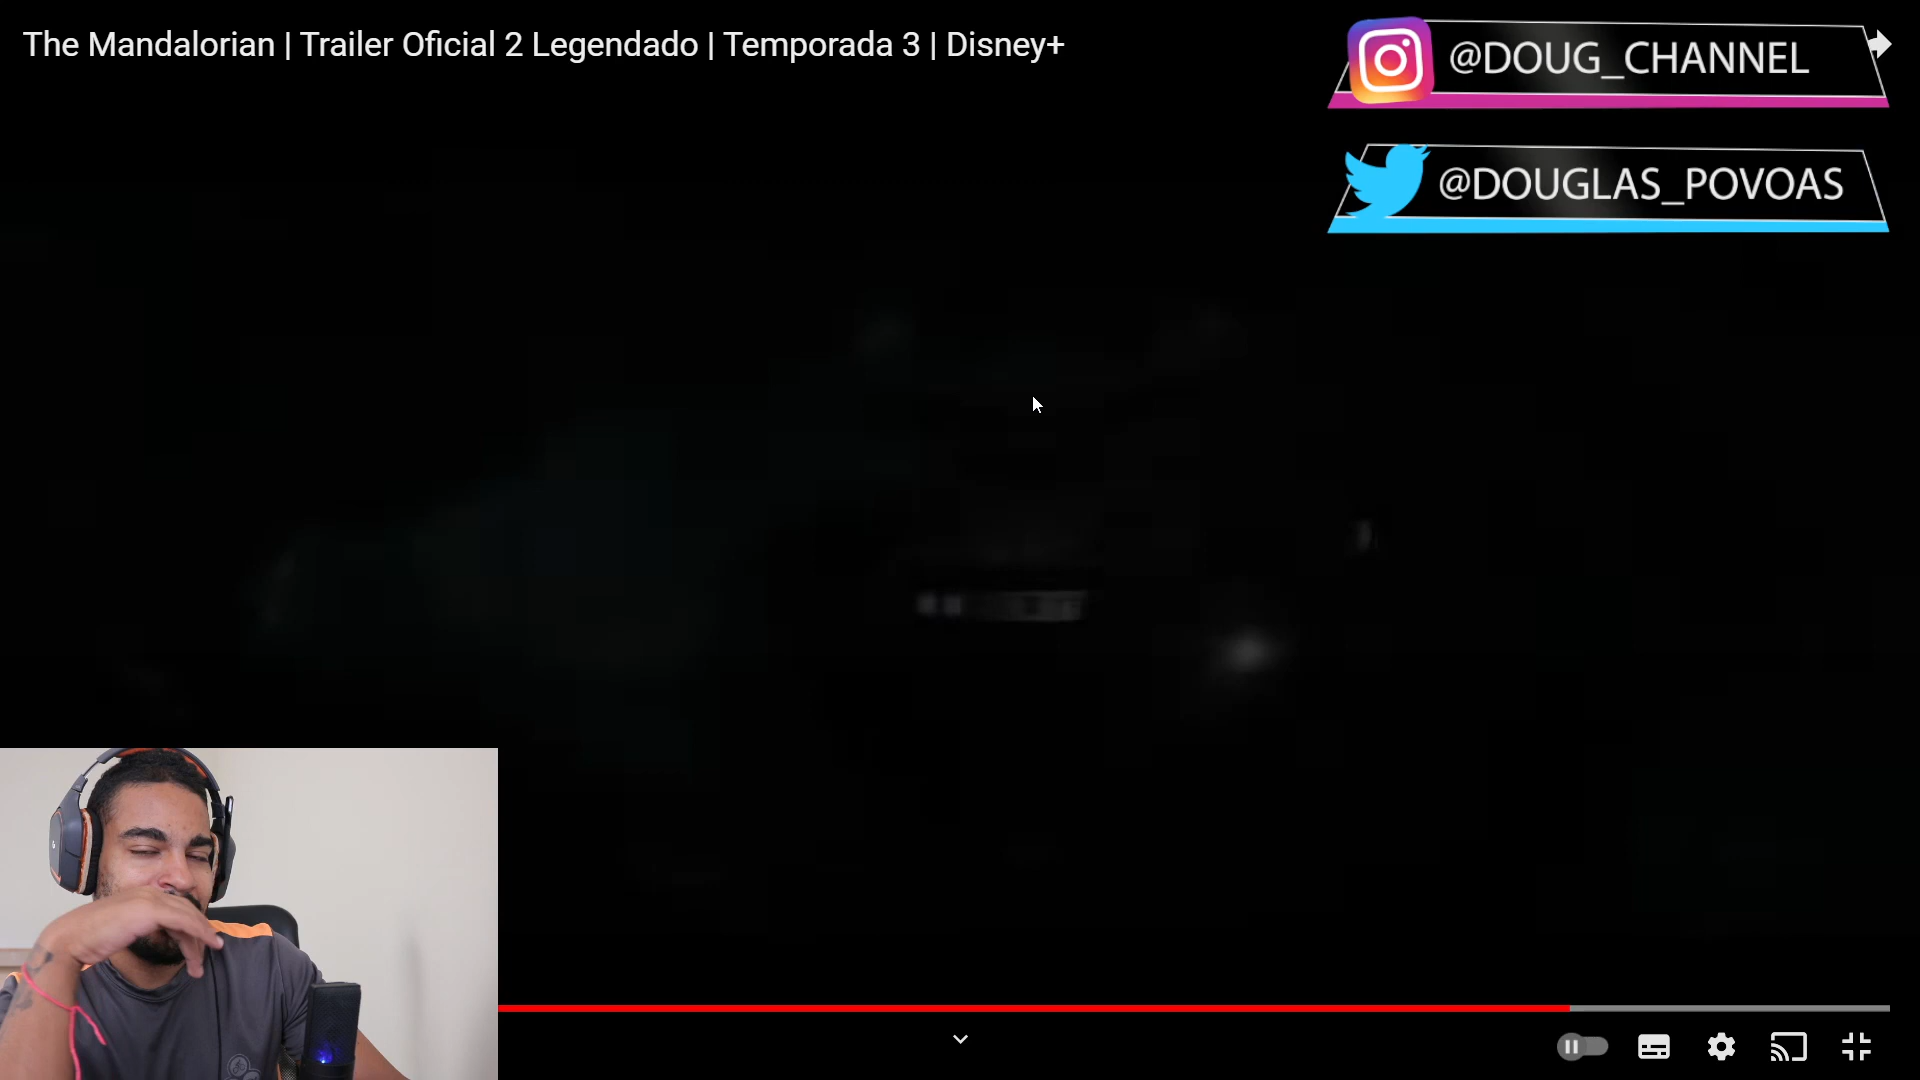 The Mandalorian | Trailer Oficial 2 Legendado | Temporada 3 | Disney+
@DOUG_CHANNEL
@DOUGLAS_POVOAS